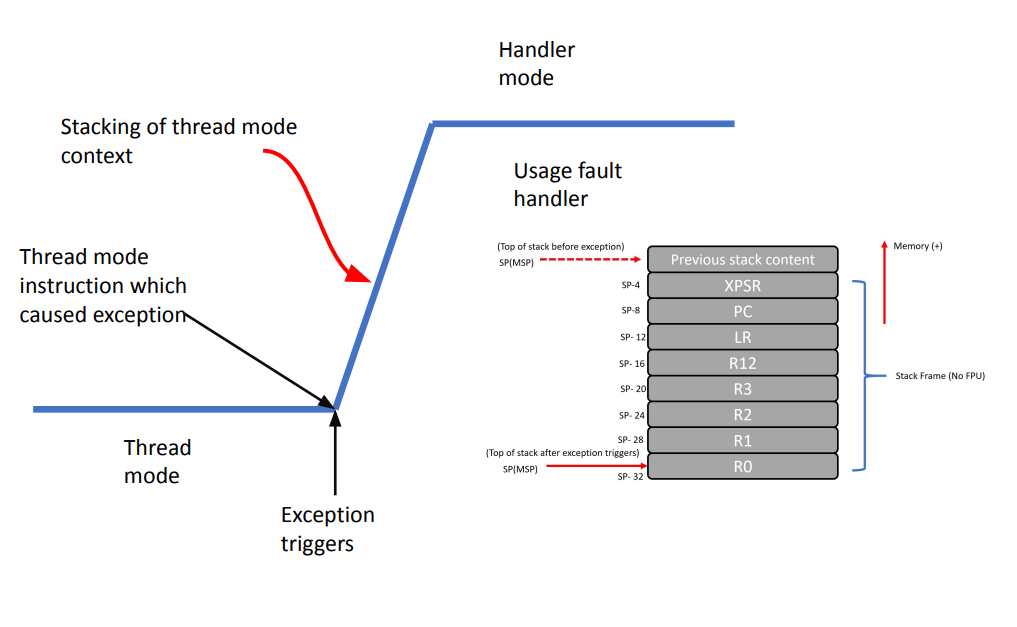 Handler
mode
Stacking of thread mode
context
Usage fault
handler
Thread mode
instruction which
caused exception
Thread
mode
Exception
triggers
(Top of stack before exception)
SP(MSP)
Previous stack content
Memory (+)
SP-4
XPSR
SP-8
PC
SP- 12
LR
SP- 16
R12
Stack Frame (No FPU)
SP- 20
R3
SP- 24
R2
SP- 28
R1
(Top of stack after exception triggers)
SP(MSP)
R0
SP- 32